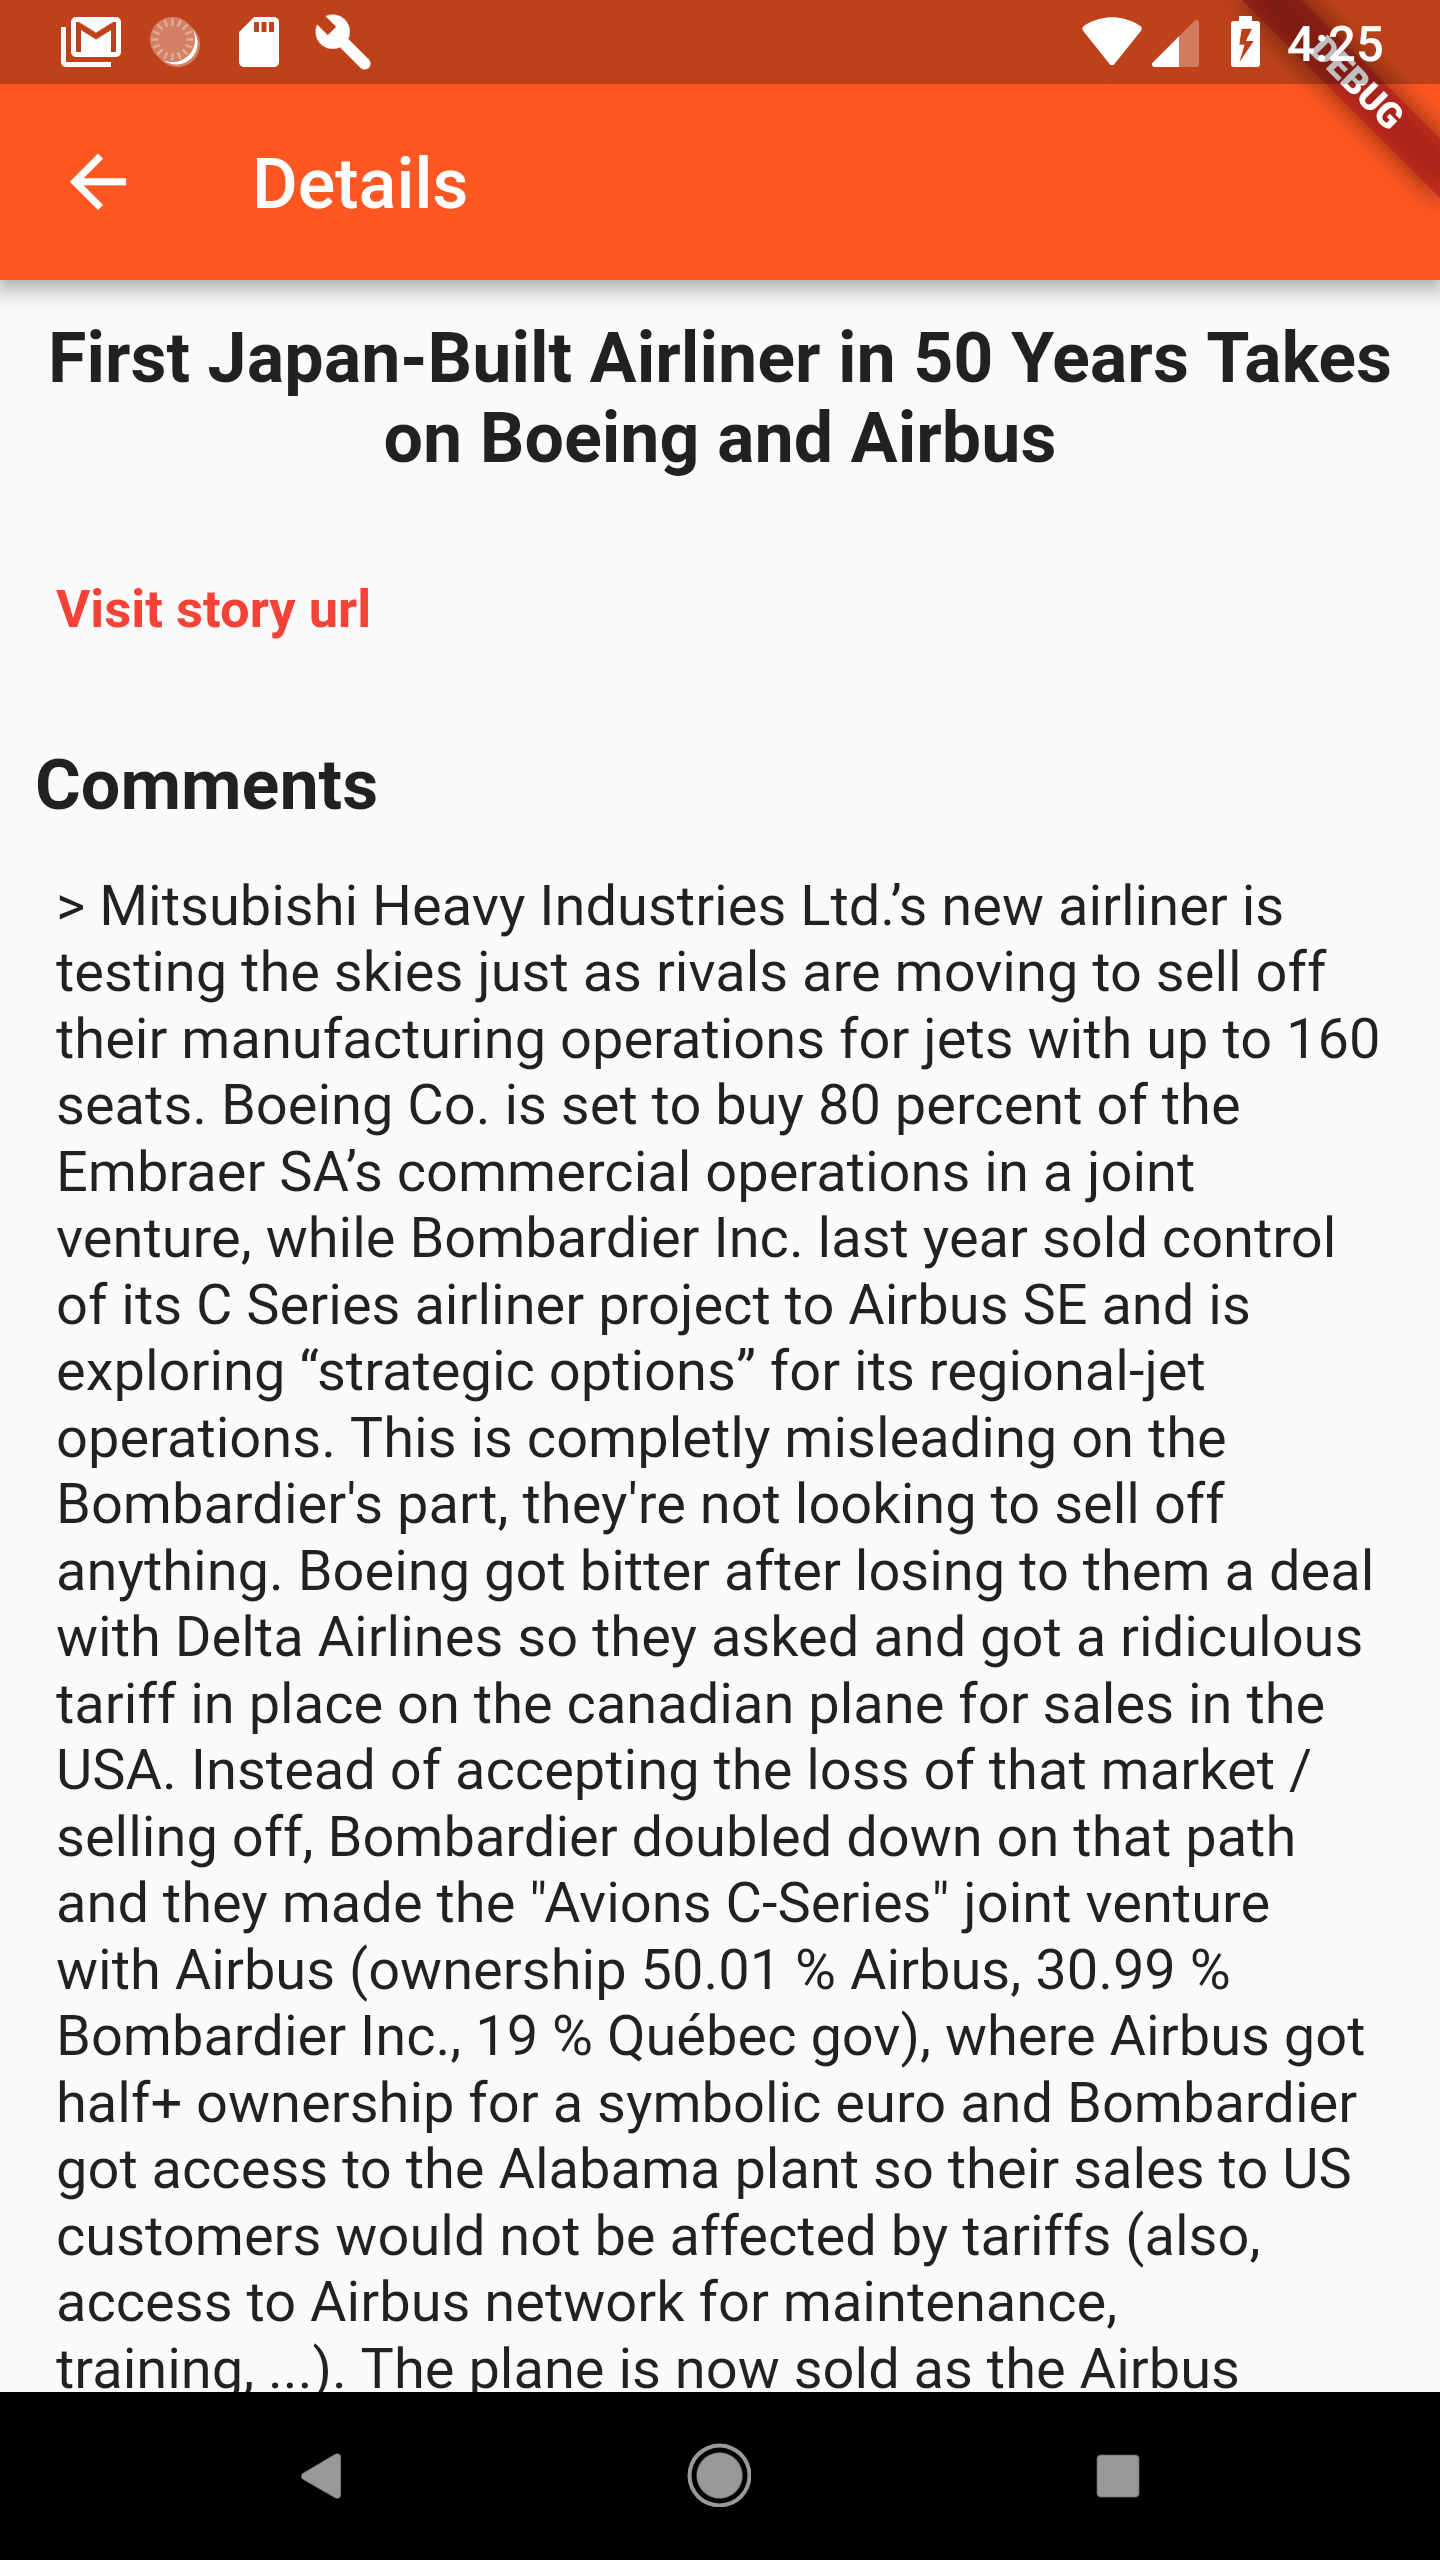 4:25
DEBUG
Details
First Japan-Built Airliner in 50 Years Takes
on Boeing and Airbus
Visit story url
Comments
> Mitsubishi Heavy Industries Ltd.’s new airliner is
testing the skies just as rivals are moving to sell off
their manufacturing operations for jets with up to 160
seats. Boeing Co. is set to buy 80 percent of the
Embraer SA’s commercial operations in a joint
venture, while Bombardier Inc. last year sold control
of its C Series airliner project to Airbus SE and is
exploring “strategic options” for its regional-jet
operations. This is completly misleading on the
Bombardier's part, they're not looking to sell off
anything. Boeing got bitter after losing to them a deal
with Delta Airlines so they asked and got a ridiculous
tariff in place on the canadian plane for sales in the
USA. Instead of accepting the loss of that market /
selling off, Bombardier doubled down on that path
and they made the "Avions C-Series" joint venture
with Airbus (ownership 50.01 % Airbus, 30.99 %
Bombardier Inc., 19 % Québec gov), where Airbus got
half+ ownership for a symbolic euro and Bombardier
got access to the Alabama plant so their sales to US
customers would not be affected by tariffs (also,
access to Airbus network for maintenance,
training, ...). The plane is now sold as the Airbus